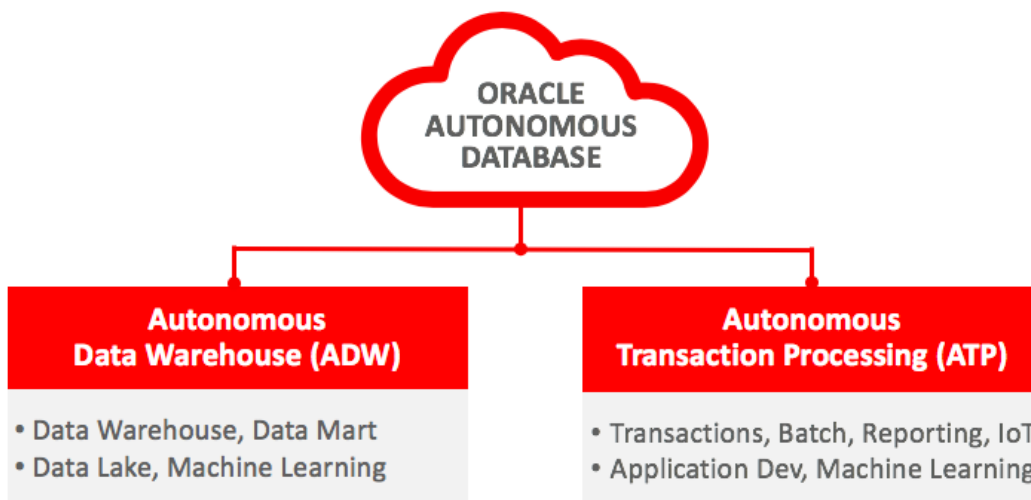 ORACLE
AUTONOMOUS
DATABASE
Autonomous
Data Warehouse (ADW)
• Data Warehouse, Data Mart
• Data Lake, Machine Learning
Autonomous
Transaction Processing (ATP)
• Transactions, Batch, Reporting, IoT
• Application Dev, Machine Learning